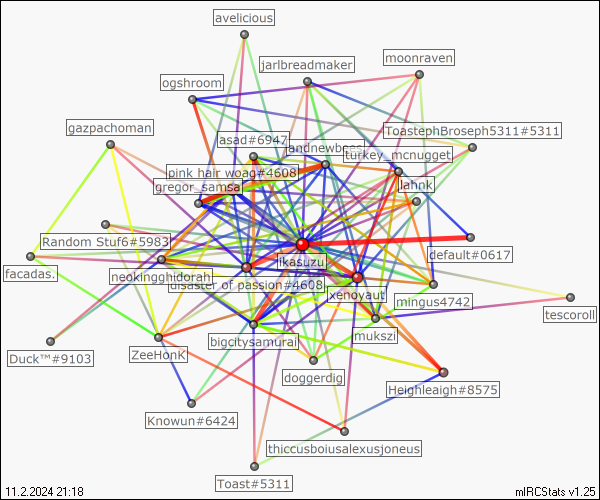 avelicious
jarlbreadmaker
moonraven
ogshroom
gazpachoman
asad#6947
ToastephBroseph5311#5311
randnewbees
turkey_mcnugget
pink hair woag#4608
gregor_samsa
lahnk
Random Stuf6#5983
default#0617
ikasuzu
facadas.
neokingghidorah
disaster of passion#4608
xenoyaut
mingus4742
tescoroll
bigcitysamurai
mukszi
Duck™#9103
ZeeHonK
doggerdig
Heighleaigh#8575
Knowun#6424
thiccusboiusalexusjoneus
Toast#5311
11.2.2024 21:18
mIRCStats v1.25